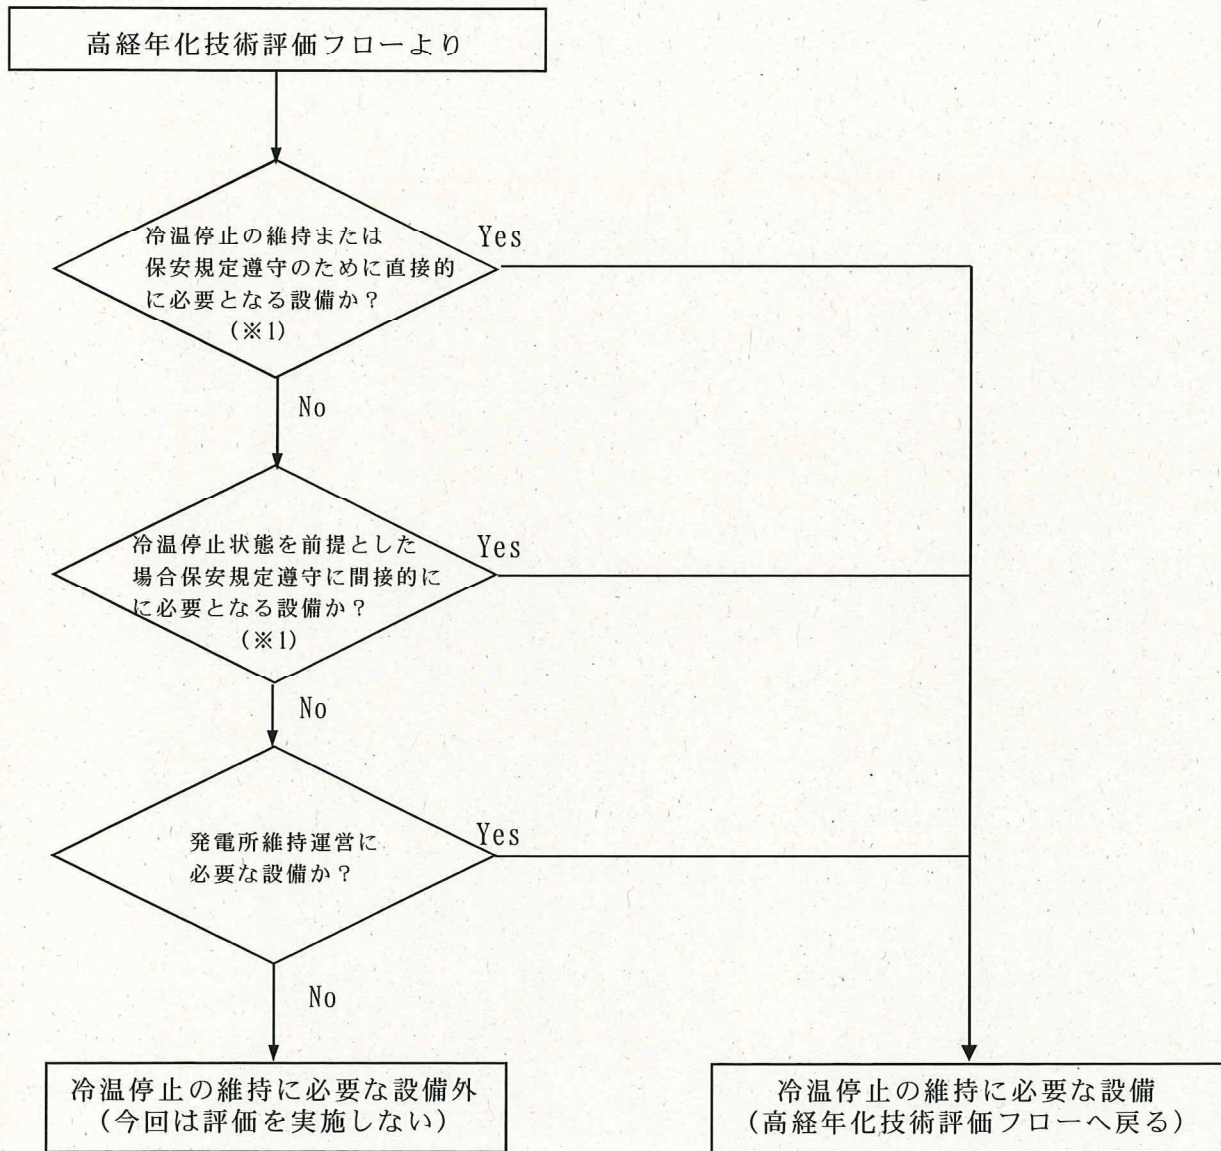 高経年化技術評価フローより
冷温停止の維持または
保安規定遵守のために直接的
に必要となる設備か？
(※1)
Yes
No
冷温停止状態を前提とした
場合保安規定遵守に間接的に
に必要となる設備か？
(※1)
Yes
No
発電所維持運営に
必要な設備か？
Yes
No
冷温停止の維持に必要な設備外
(今回は評価を実施しない)
冷温停止の維持に必要な設備
(高経年化技術評価フローへ戻る)